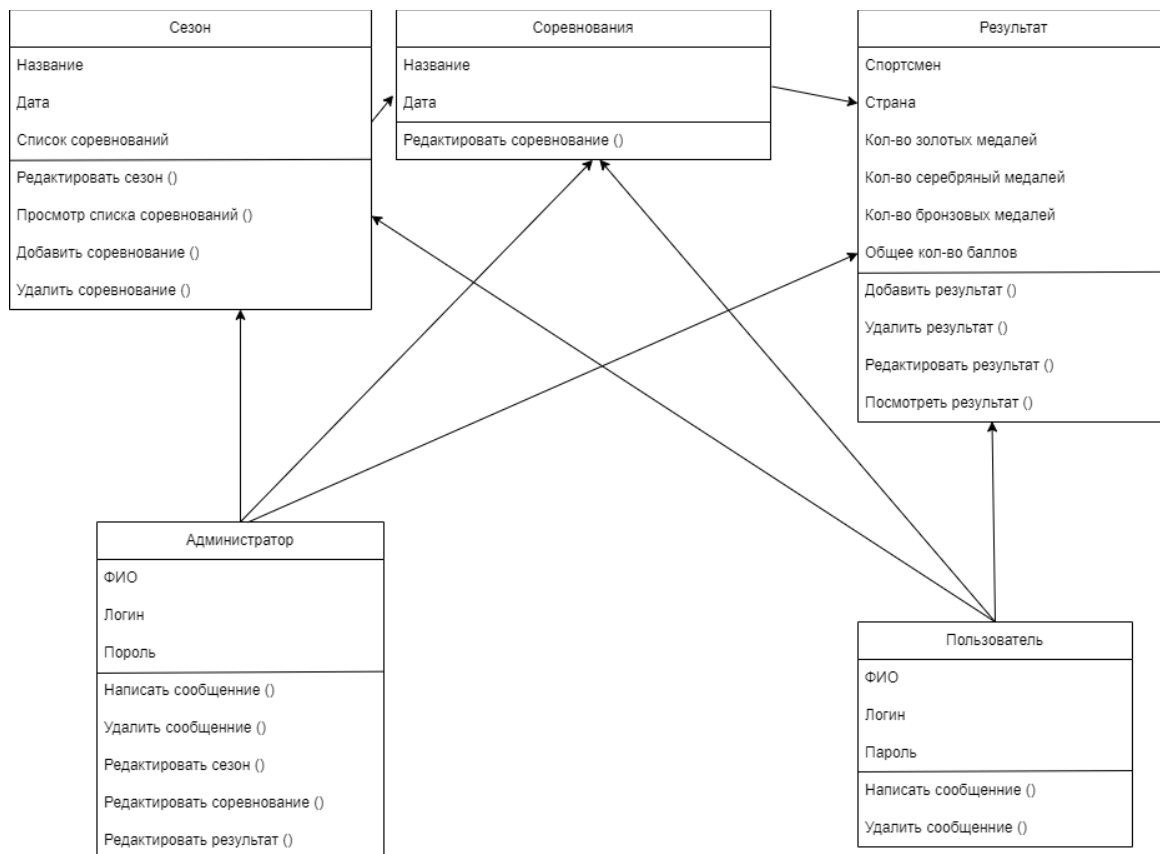 Сезон
Название
Дата
Список соревнований
Редактировать сезон ()
Просмотр списка соревнований ()
Добавить соревнование ()
Удалить соревнование ()
Соревнования
Название
Дата
Редактировать соревнование ()
Результат
Спортсмен
Страна
Кол-во золотых медалей
Кол-во серебряный медалей
Кол-во бронзовых медалей
Общее кол-во баллов
Добавить результат ()
Удалить результат ()
Редактировать результат ()
Посмотреть результат ()
Администратор
ФИО
Логин
Пороль
Написать сообщенние ()
Удалить сообщенние ()
Редактировать сезон ()
Редактировать соревнование ()
Редактировать результат ()
Пользователь
ФИО
Логин
Пароль
Написать сообщенние ()
Удалить сообщенние ()